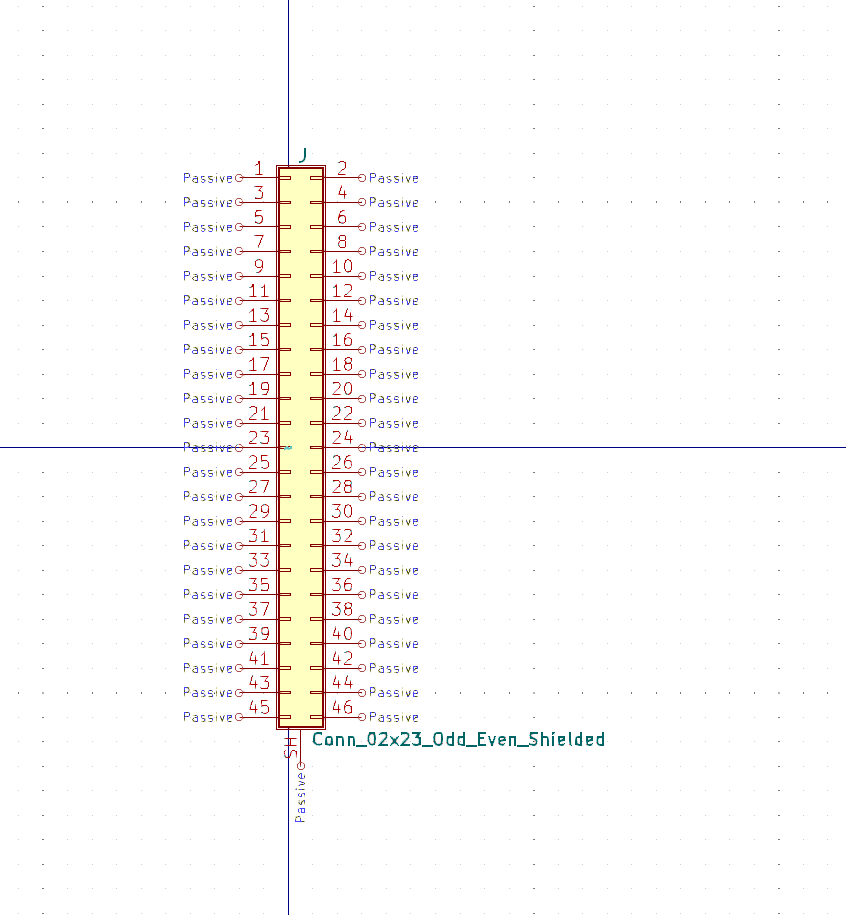 J
Passive 1 2 Passive
Passive 3 4 Passive
Passive 5 6 Passive
Passive 7 8 Passive
Passive 9 10 Passive
Passive 11 12 Passive
Passive 13 14 Passive
Passive 15 16 Passive
Passive 17 18 Passive
Passive 19 20 Passive
Passive 21 22 Passive
Passive 23 24 Passive
Passive 25 26 Passive
Passive 27 28 Passive
Passive 29 30 Passive
Passive 31 32 Passive
Passive 33 34 Passive
Passive 35 36 Passive
Passive 37 38 Passive
Passive 39 40 Passive
Passive 41 42 Passive
Passive 43 44 Passive
Passive 45 46 Passive
SH
Conn_02x23_Odd_Even_Shielded
Passive